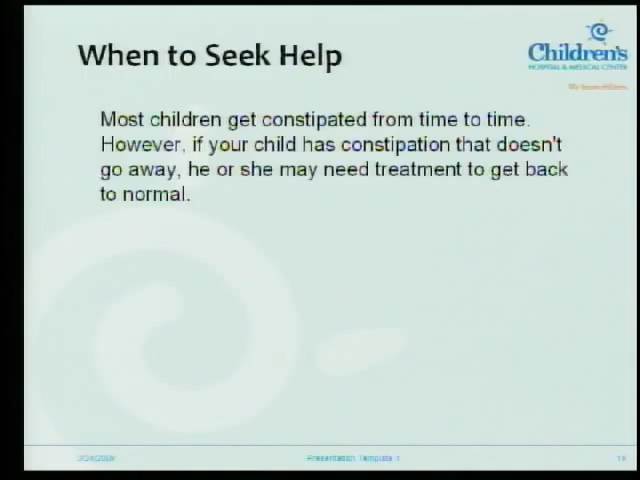 When to Seek Help
Children's
HOSPITAL & MEDICAL CENTER
Most children get constipated from time to time.
However, if your child has constipation that doesn't
go away, he or she may need treatment to get back
to normal.
Presentation Template 1